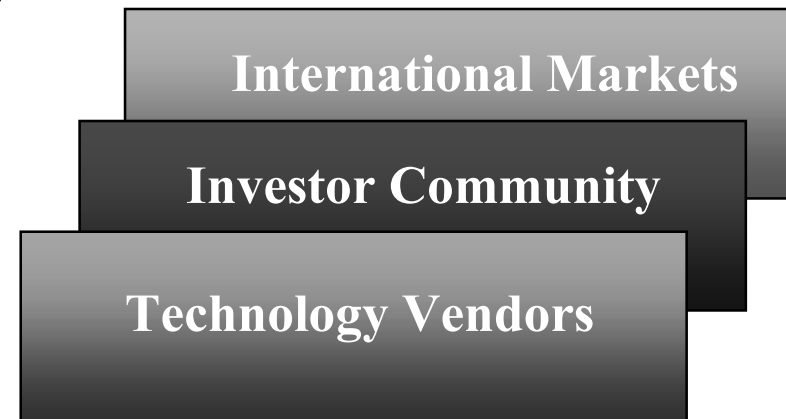 International Markets
Investor Community
Technology Vendors